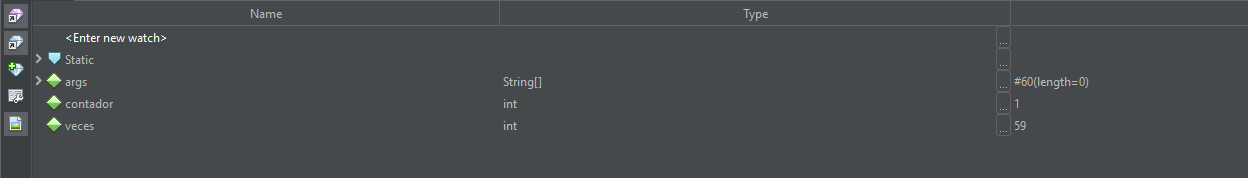 Name Type
<Enter new watch> ...
Static ...
args String[] ... #60(length=0)
contador int ... 1
veces int ... 59